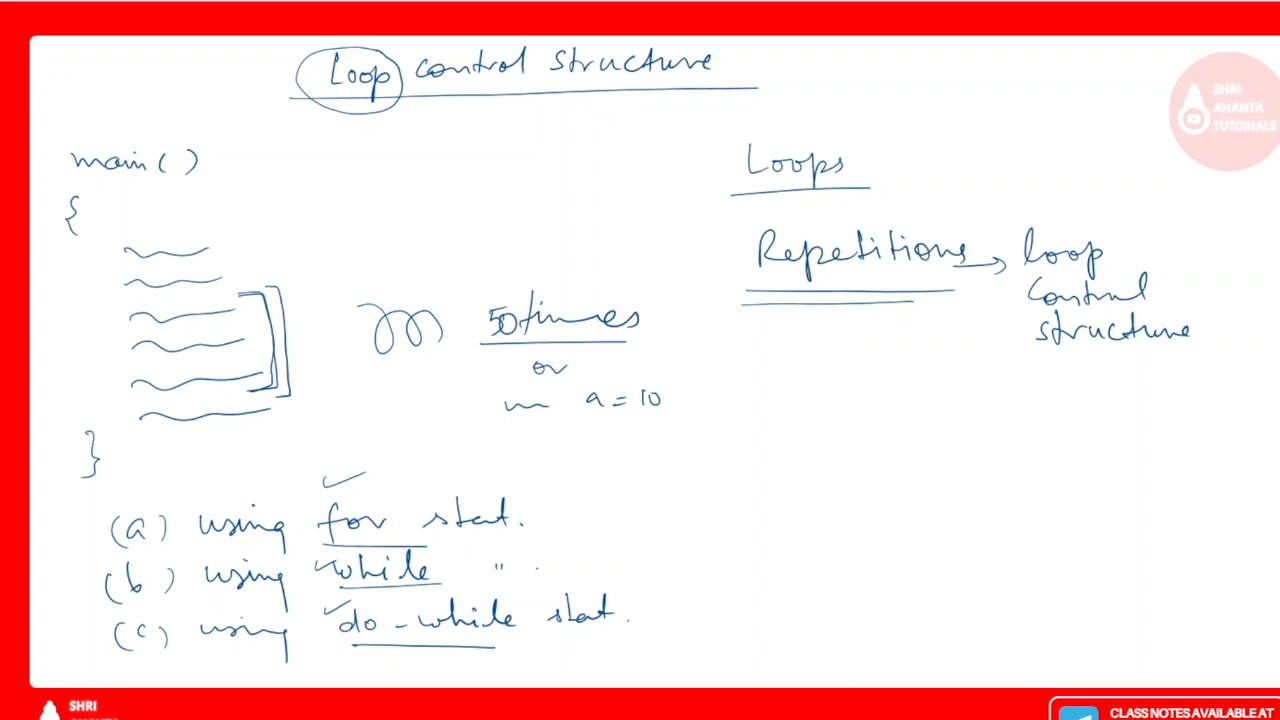 Loop control structure
SHRI
ANANTA
TUTORIALS
main( )
{
Loops
Repetitions → loop
control
structure
50 times
or
a = 10
}
(a) using for stat.
(b) using while " .
(c) using do - while stat.
SHRI
CLASS NOTES AVAILABLE AT